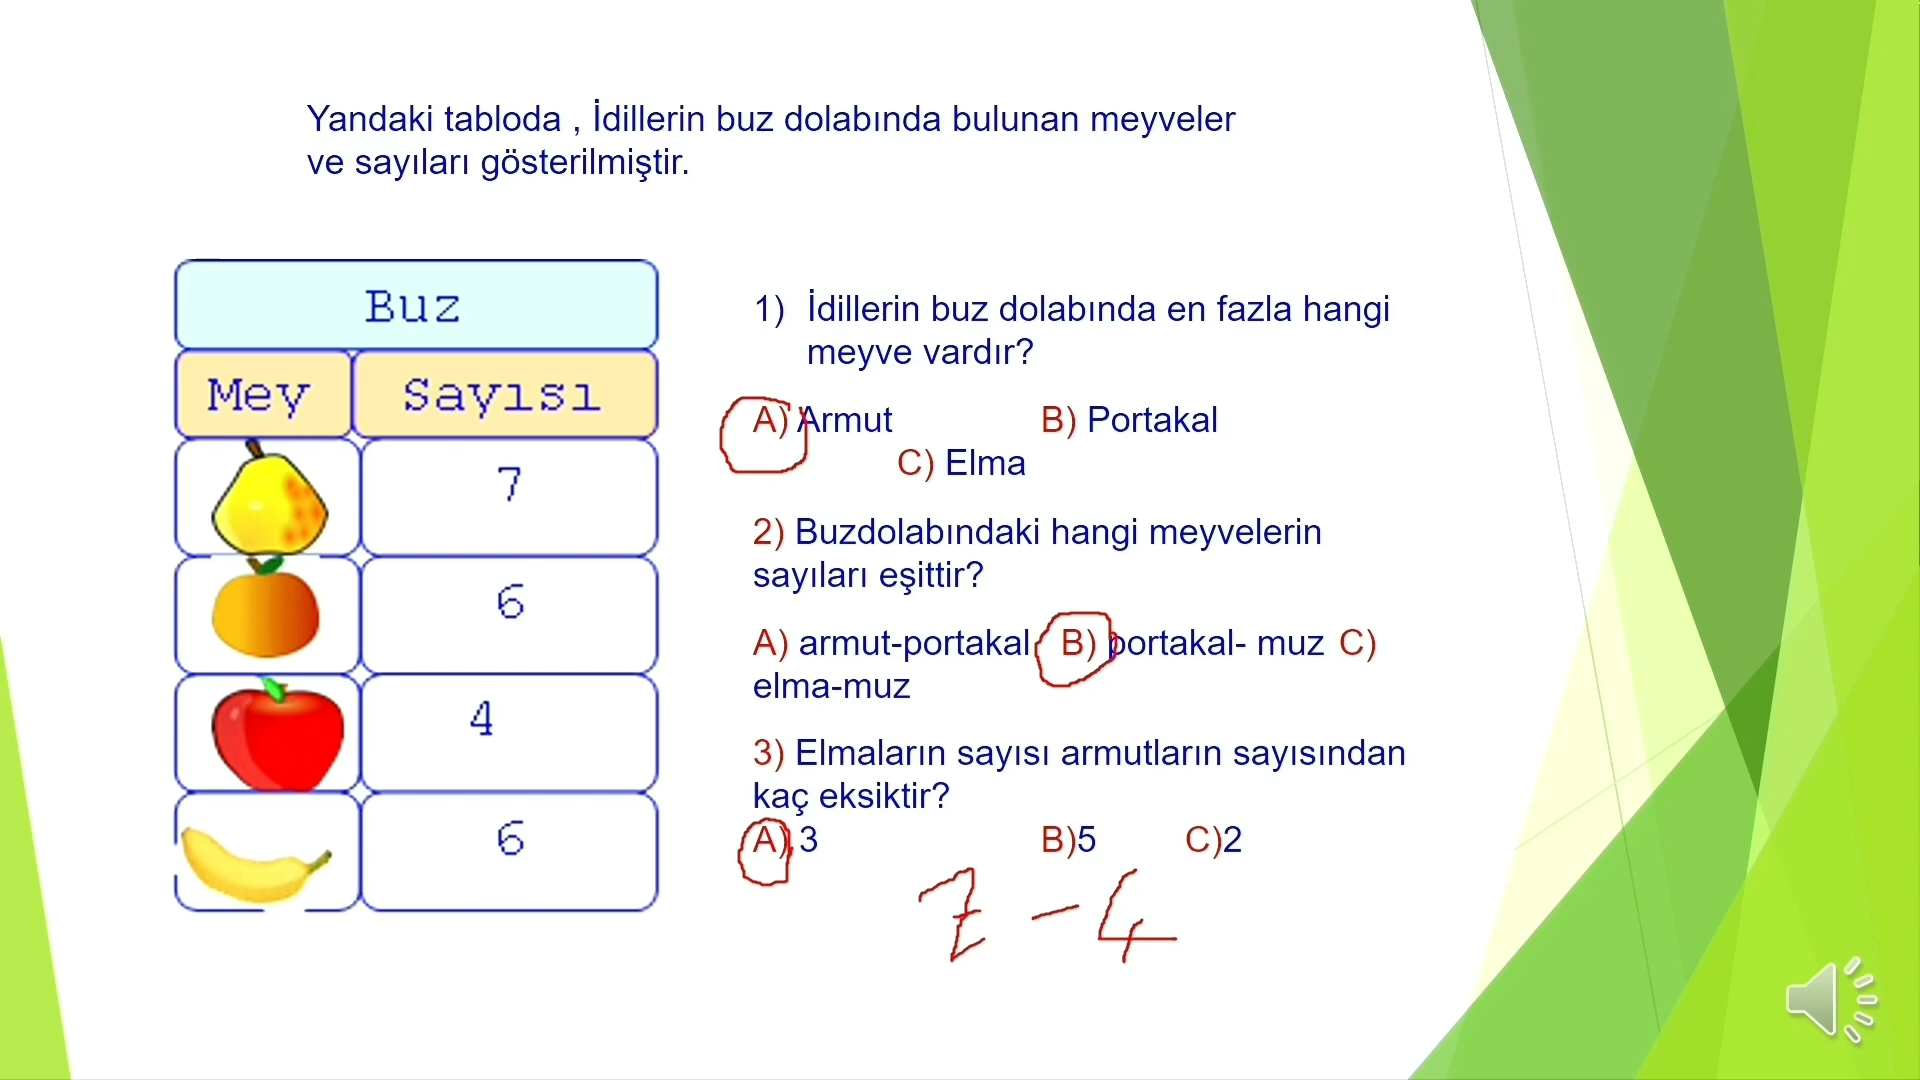 Yandaki tabloda , İdillerin buz dolabında bulunan meyveler
ve sayıları gösterilmiştir.
Buz
Mey Sayısı
7
6
4
6
1) İdillerin buz dolabında en fazla hangi
meyve vardır?
A) Armut B) Portakal
C) Elma
2) Buzdolabındaki hangi meyvelerin
sayıları eşittir?
A) armut-portakal B) portakal- muz C)
elma-muz
3) Elmaların sayısı armutların sayısından
kaç eksiktir?
A) 3 B)5 C)2
7 - 4